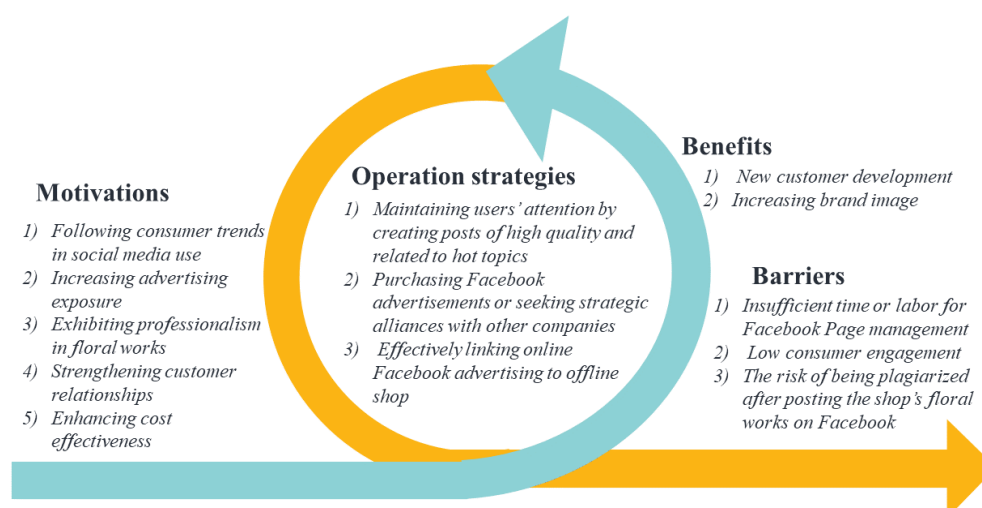 Motivations
1) Following consumer trends
in social media use
2) Increasing advertising
exposure
3) Exhibiting professionalism
in floral works
4) Strengthening customer
relationships
5) Enhancing cost
effectiveness
Operation strategies
1) Maintaining users’ attention by
creating posts of high quality and
related to hot topics
2) Purchasing Facebook
advertisements or seeking strategic
alliances with other companies
3) Effectively linking online
Facebook advertising to offline
shop
Benefits
1) New customer development
2) Increasing brand image
Barriers
1) Insufficient time or labor for
Facebook Page management
2) Low consumer engagement
3) The risk of being plagiarized
after posting the shop’s floral
works on Facebook